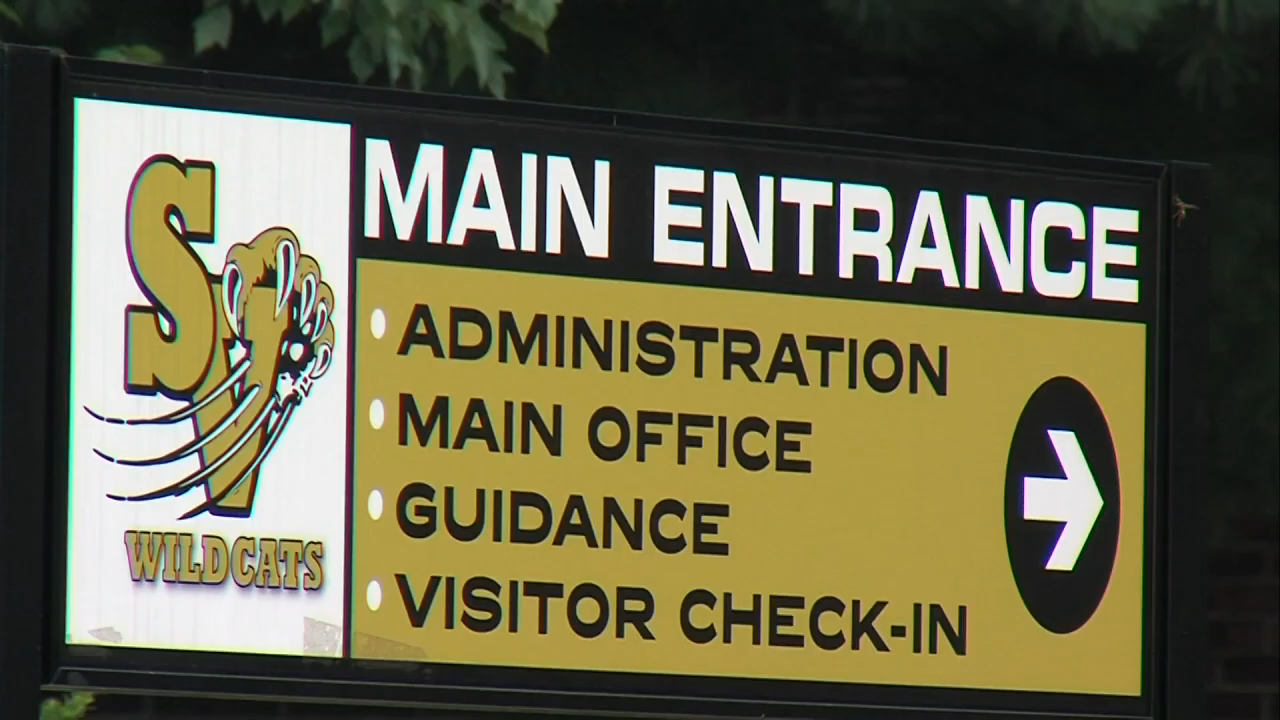 SV
WILDCATS
MAIN ENTRANCE
• ADMINISTRATION
• MAIN OFFICE
• GUIDANCE
• VISITOR CHECK-IN